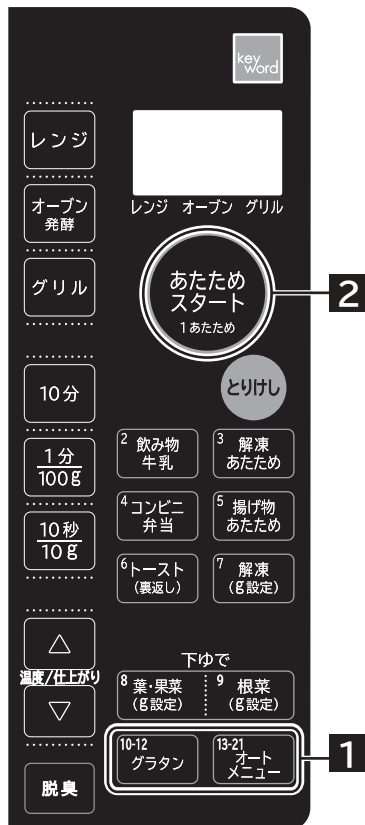 key
word
レンジ
レンジ オーブン グリル
オーブン
発酵
あたため
スタート
1あたため
2
グリル
とりけし
10分
1分
100g
2 飲み物
牛乳
3 解凍
あたため
10秒
10g
4 コンビニ
弁当
5 揚げ物
あたため
6 トースト
(裏返し)
7 解凍
(g設定)
△
温度/仕上がり
▽
下ゆで
8 葉・果菜
(g設定)
9 根菜
(g設定)
10-12
グラタン
13-21
オート
メニュー
1
脱臭